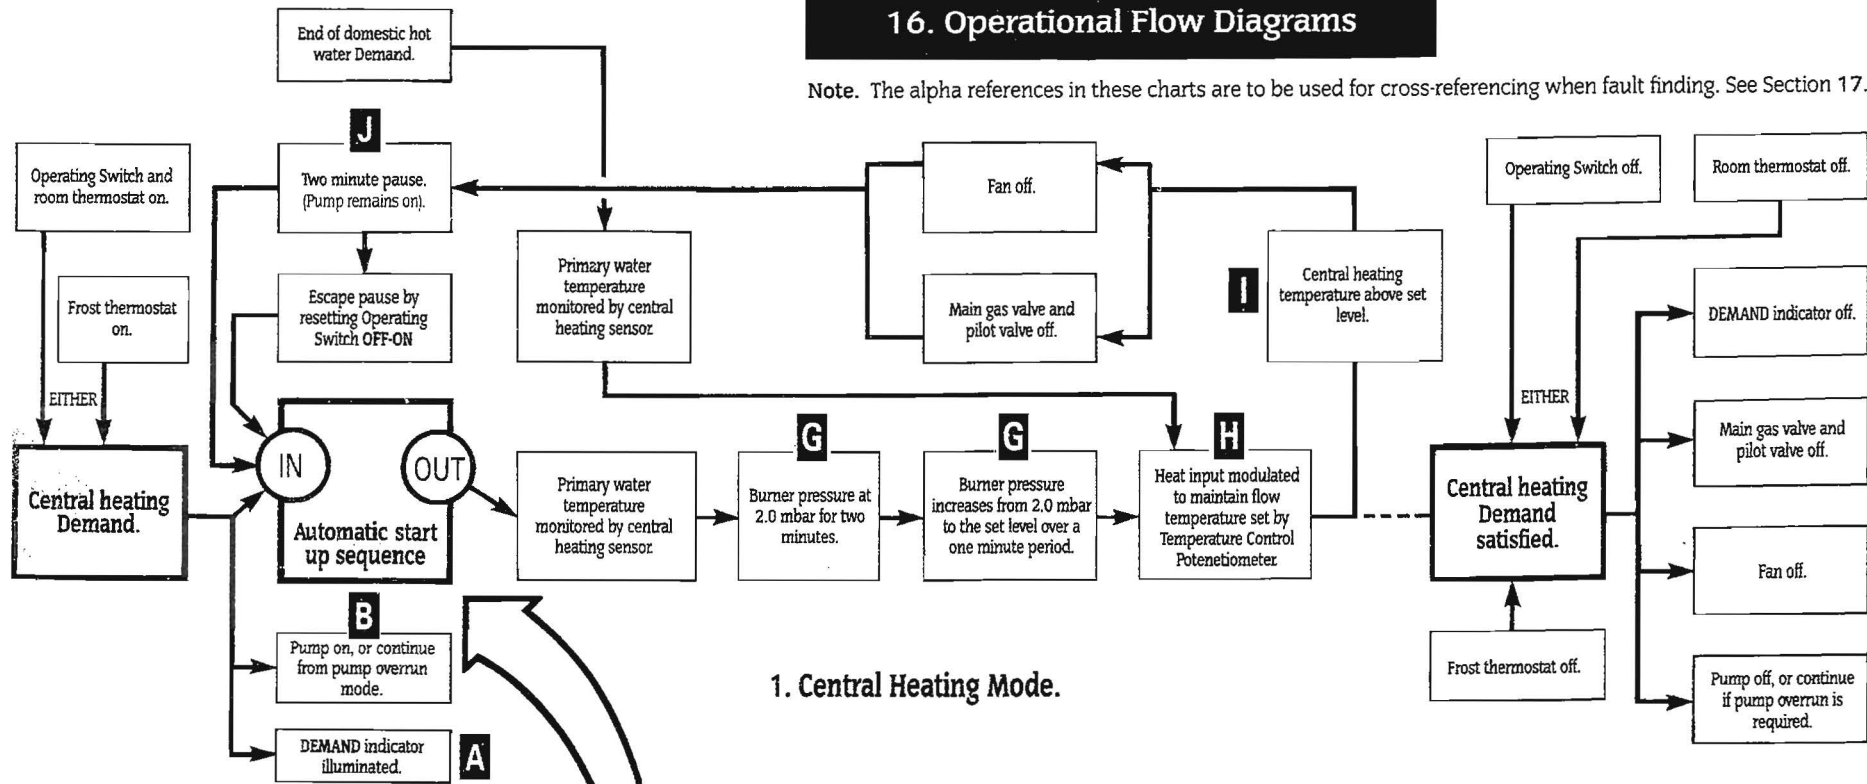 16. Operational Flow Diagrams
Note. The alpha references in these charts are to be used for cross-referencing when fault finding. See Section 17.
End of domestic hot
water Demand.
J
Operating Switch and
room thermostat on.
Two minute pause.
(Pump remains on).
Fan off.
Operating Switch off.
Room thermostat off.
Frost thermostat
on.
Escape pause by
resetting Operating
Switch OFF-ON
Primary water
temperature
monitored by central
heating sensor
Main gas valve and
pilot valve off.
I
Central heating
temperature above set
level.
DEMAND indicator off.
EITHER
EITHER
Central heating
Demand.
IN
OUT
Automatic start
up sequence
Primary water
temperature
monitored by central
heating sensor
G
Burner pressure at
2.0 mbar for two
minutes.
G
Burner pressure
increases from 2.0 mbar
to the set level over a
one minute period.
H
Heat input modulated
to maintain flow
temperature set by
Temperature Control
Potenetiometer
Central heating
Demand
satisfied.
Main gas valve and
pilot valve off.
Fan off.
B
Pump on, or continue
from pump overrun
mode.
1. Central Heating Mode.
Frost thermostat off.
Pump off, or continue
if pump overrun is
required.
DEMAND indicator
illuminated.
A